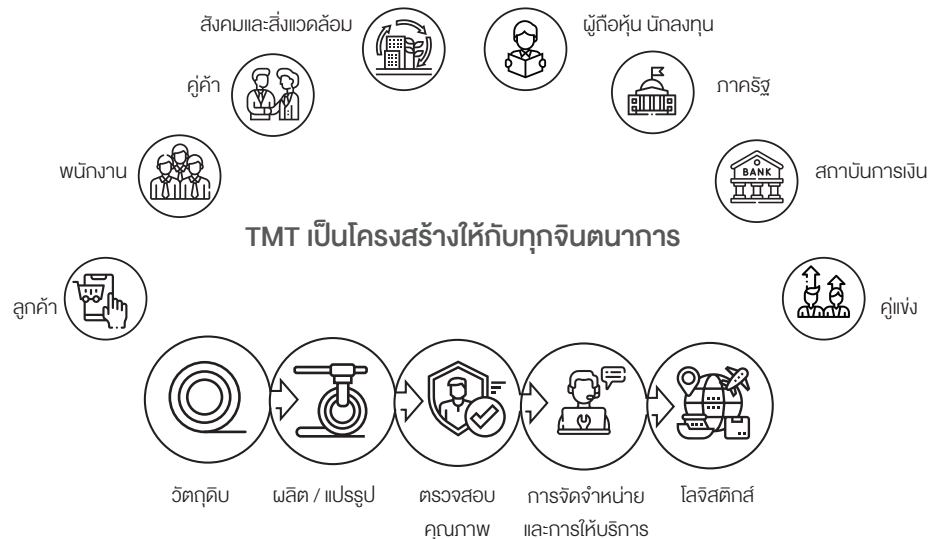 สังคมและสิ่งแวดล้อม
ผู้ถือหุ้น นักลงทุน
คู่ค้า
ภาครัฐ
พนักงาน
BANK
สถาบันการเงิน
TMT เป็นโครงสร้างให้กับทุกจินตนาการ
ลูกค้า
คู่แข่ง
วัตถุดิบ
ผลิต / แปรรูป
ตรวจสอบ
คุณภาพ
การจัดจำหน่าย
และการให้บริการ
โลจิสติกส์